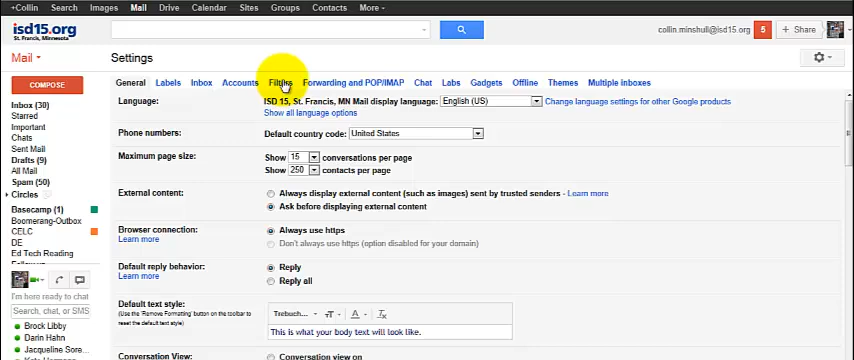 +Collin Search Images Mail Drive Calendar Sites Groups Contacts More
isd15.org
St. Francis, Minnesota
collin.minshull@isd15.org 5 + Share
Mail Settings
COMPOSE
General Labels Inbox Accounts Filters Forwarding and POP/IMAP Chat Labs Gadgets Offline Themes Multiple inboxes
Inbox (30)
Starred
Important
Chats
Sent Mail
Drafts (9)
All Mail
Spam (50)
Circles
Basecamp (1)
Boomerang-Outbox
CELC
DE
Ed Tech Reading
I'm here ready to chat
Search, chat, or SMS
Brock Libby
Darin Hahn
Jacqueline Sore...
Language: ISD 15, St. Francis, MN Mail display language: English (US) Change language settings for other Google products
Show all language options
Phone numbers: Default country code: United States
Maximum page size: Show 15 conversations per page
Show 250 contacts per page
External content: Always display external content (such as images) sent by trusted senders - Learn more
Ask before displaying external content
Browser connection: Always use https
Learn more Don't always use https (option disabled for your domain)
Default reply behavior: Reply
Learn more Reply all
Default text style:
(Use the 'Remove Formatting' button on the toolbar to reset the default text style)
Trebuch...
This is what your body text will look like.
Conversation View: Conversation view on